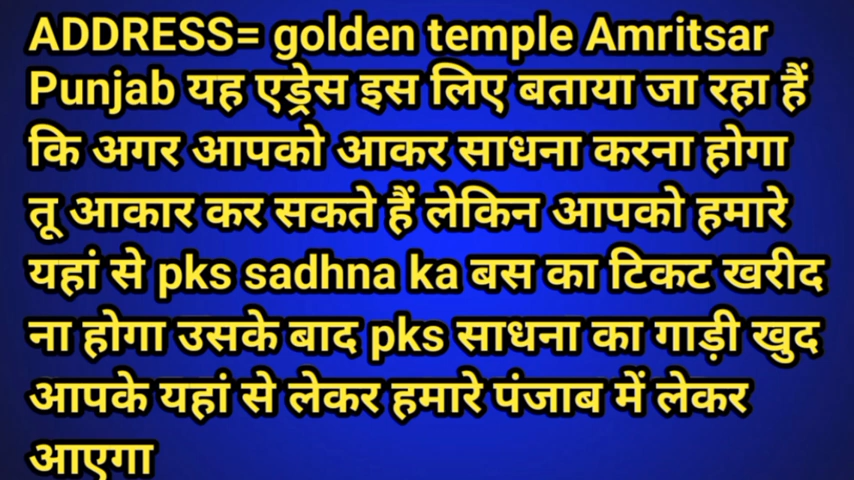 ADDRESS= golden temple Amritsar
Punjab यह एड्रेस इस लिए बताया जा रहा हैं
कि अगर आपको आकर साधना करना होगा
तू आकार कर सकते हैं लेकिन आपको हमारे
यहां से pks sadhna ka बस का टिकट खरीद
ना होगा उसके बाद pks साधना का गाड़ी खुद
आपके यहां से लेकर हमारे पंजाब में लेकर
आएगा